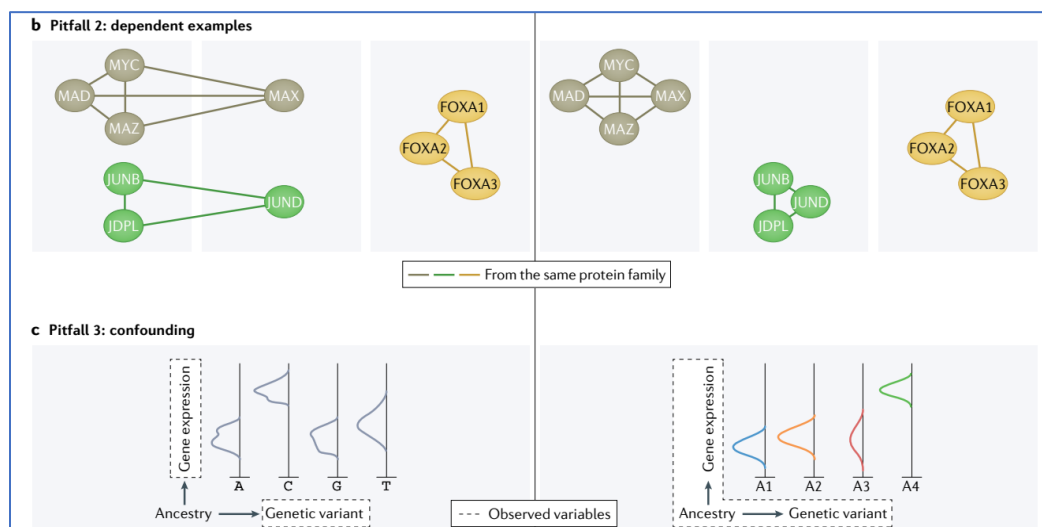 b Pitfall 2: dependent examples
MYC
MAD
MAX
MAZ
JUNB
JUND
JDPL
FOXA1
FOXA2
FOXA3
MYC
MAD
MAX
MAZ
JUNB
JUND
JDPL
FOXA1
FOXA2
FOXA3
From the same protein family
c Pitfall 3: confounding
Gene expression
A C G T
Ancestry Genetic variant
Gene expression
A1 A2 A3 A4
Ancestry Genetic variant
Observed variables